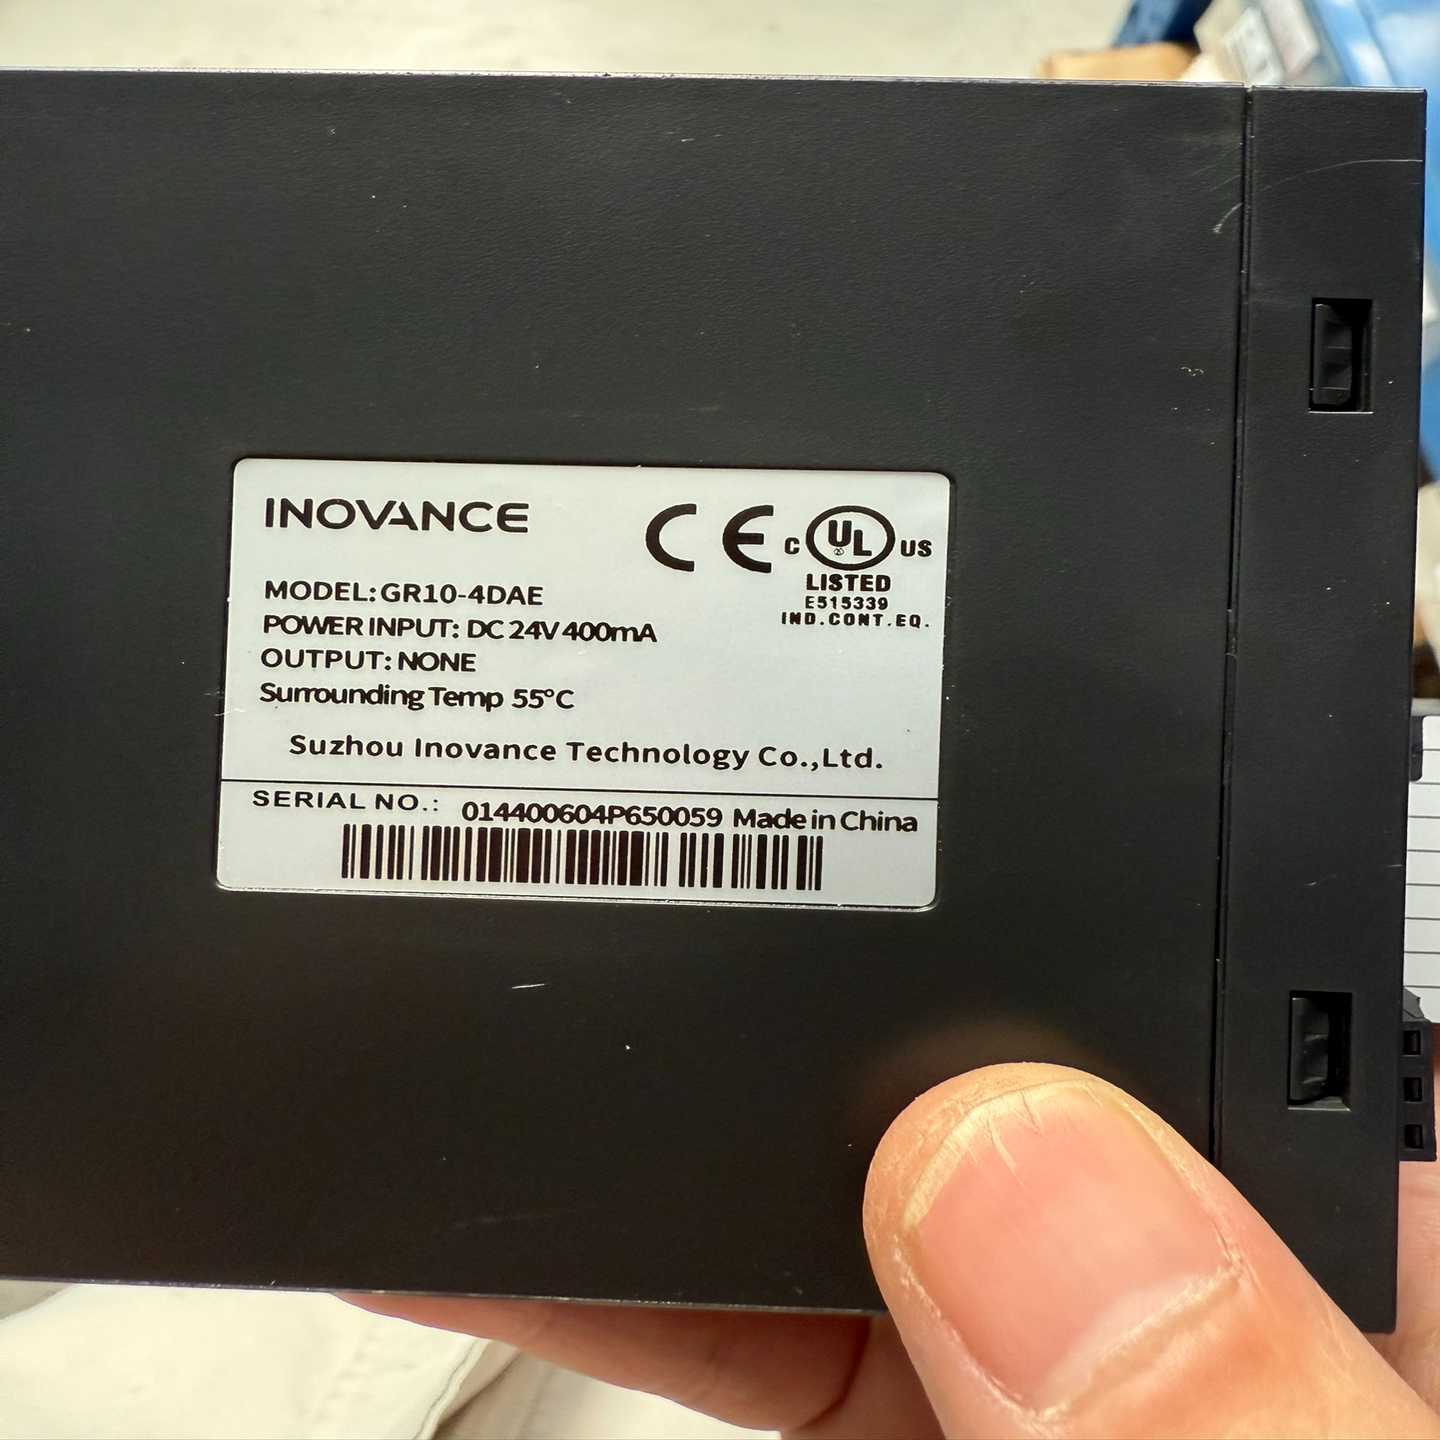 INOVANCE
CE
C UL US
LISTED
E515339
IND.CONT.EQ.
MODEL:GR10-4DAE
POWER INPUT: DC 24V 400mA
OUTPUT: NONE
Surrounding Temp 55°C
Suzhou Inovance Technology Co.,Ltd.
SERIAL NO.: 014400604P650059 Made in China